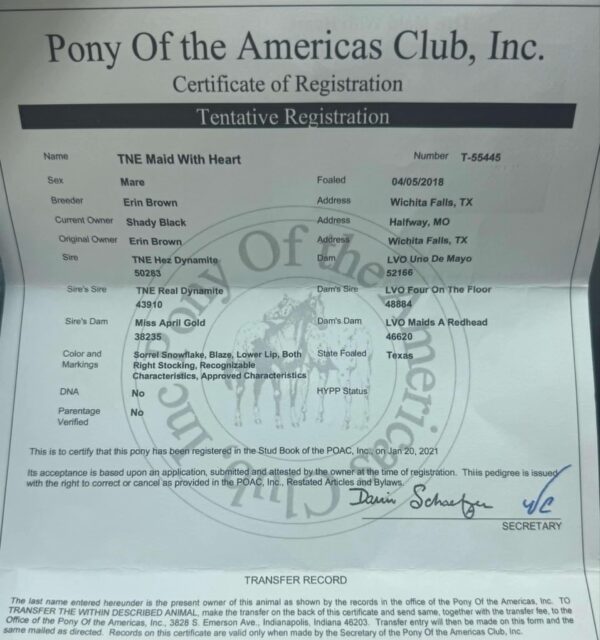 Pony Of the Americas Club, Inc.
Certificate of Registration
Tentative Registration
Name TNE Maid With Heart Number T-55445
Sex Mare Foaled 04/05/2018
Breeder Erin Brown Address Wichita Falls, TX
Current Owner Shady Black Address Halfway, MO
Original Owner Erin Brown Address Wichita Falls, TX
Sire TNE Hez Dynamite Dam LVO Uno De Mayo
50283 52166
Sire's Sire TNE Real Dynamite Dam's Sire LVO Four On The Floor
43910 48884
Sire's Dam Miss April Gold Dam's Dam LVO Maids A Redhead
38235 46620
Color and Sorrel Snowflake, Blaze, Lower Lip, Both State Foaled Texas
Markings Right Stocking, Recognizable
Characteristics, Approved Characteristics
DNA No HYPP Status
Parentage No
Verified
Pony Of the Americas Club, Inc.
This is to certify that this pony has been registered in the Stud Book of the POAC, Inc., on Jan 20, 2021
Its acceptance is based upon an application, submitted and attested by the owner at the time of registration. This pedigree is issued
with the right to correct or cancel as provided in the POAC, Inc., Restated Articles and Bylaws.
SECRETARY
TRANSFER RECORD
The last name entered hereunder is the present owner of this animal as shown by the records in the office of the Pony Of the Americas, Inc. TO
TRANSFER THE WITHIN DESCRIBED ANIMAL, make the transfer on the back of this certificate and send same, together with the transfer fee, to the
Office of the Pony Of the Americas, Inc., 3828 S. Emerson Ave., Indianapolis, Indiana 46203. Transfer entry will then be made on this form and the
same mailed as directed. Records on this certificate are valid only when made by the Secretary of the Pony Of the Americas Club, Inc.